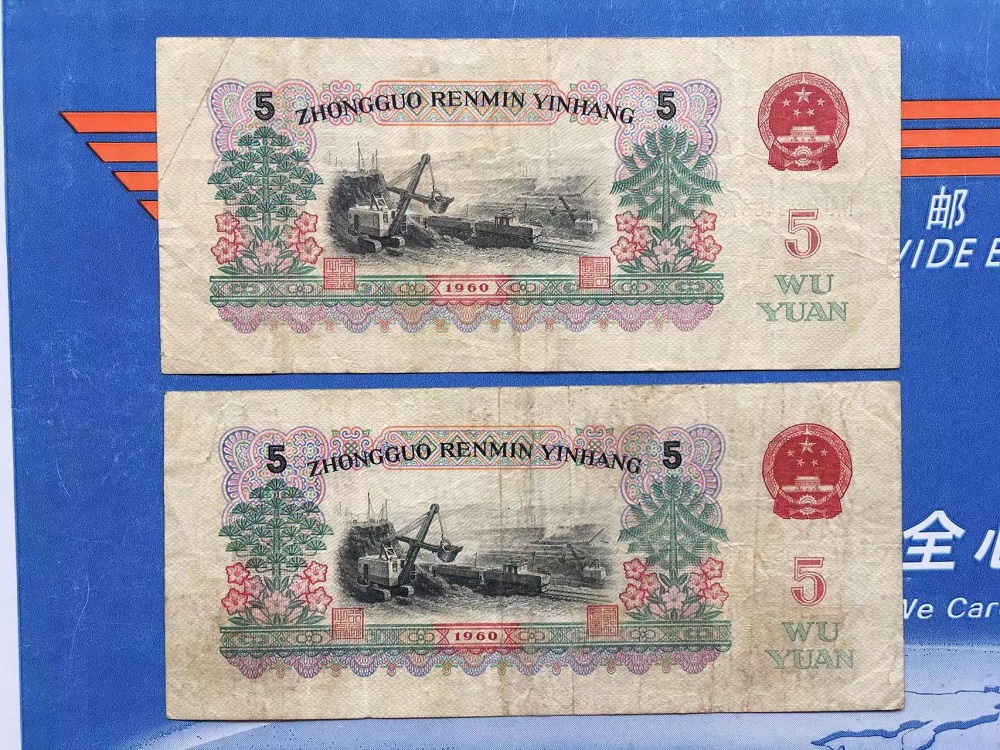 5 ZHONGGUO RENMIN YINHANG 5
邮
5
WIDE E
WU
YUAN
1960
5 ZHONGGUO RENMIN YINHANG 5
全心
5
We Car
WU
YUAN
1960